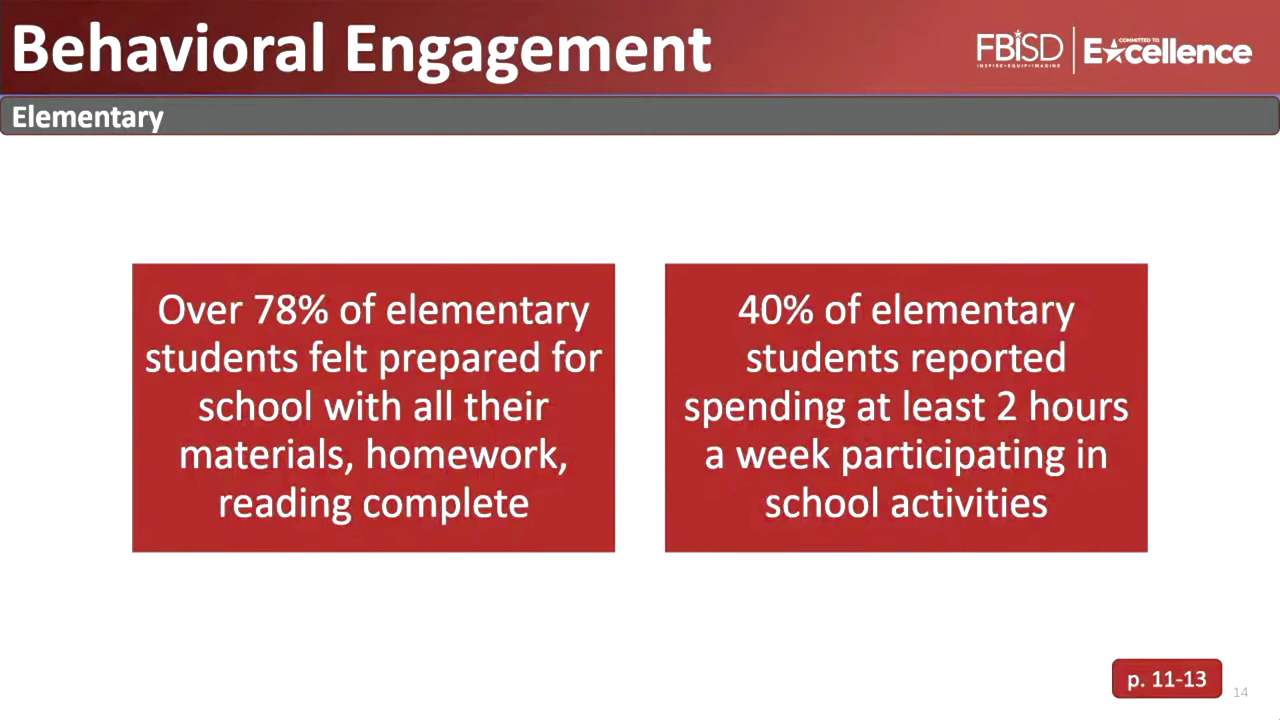 Behavioral Engagement
FBISD
INSPIRE•EQUIP•IMAGINE
COMMITTED TO
Excellence
Elementary
Over 78% of elementary
students felt prepared for
school with all their
materials, homework,
reading complete
40% of elementary
students reported
spending at least 2 hours
a week participating in
school activities
p. 11-13
14